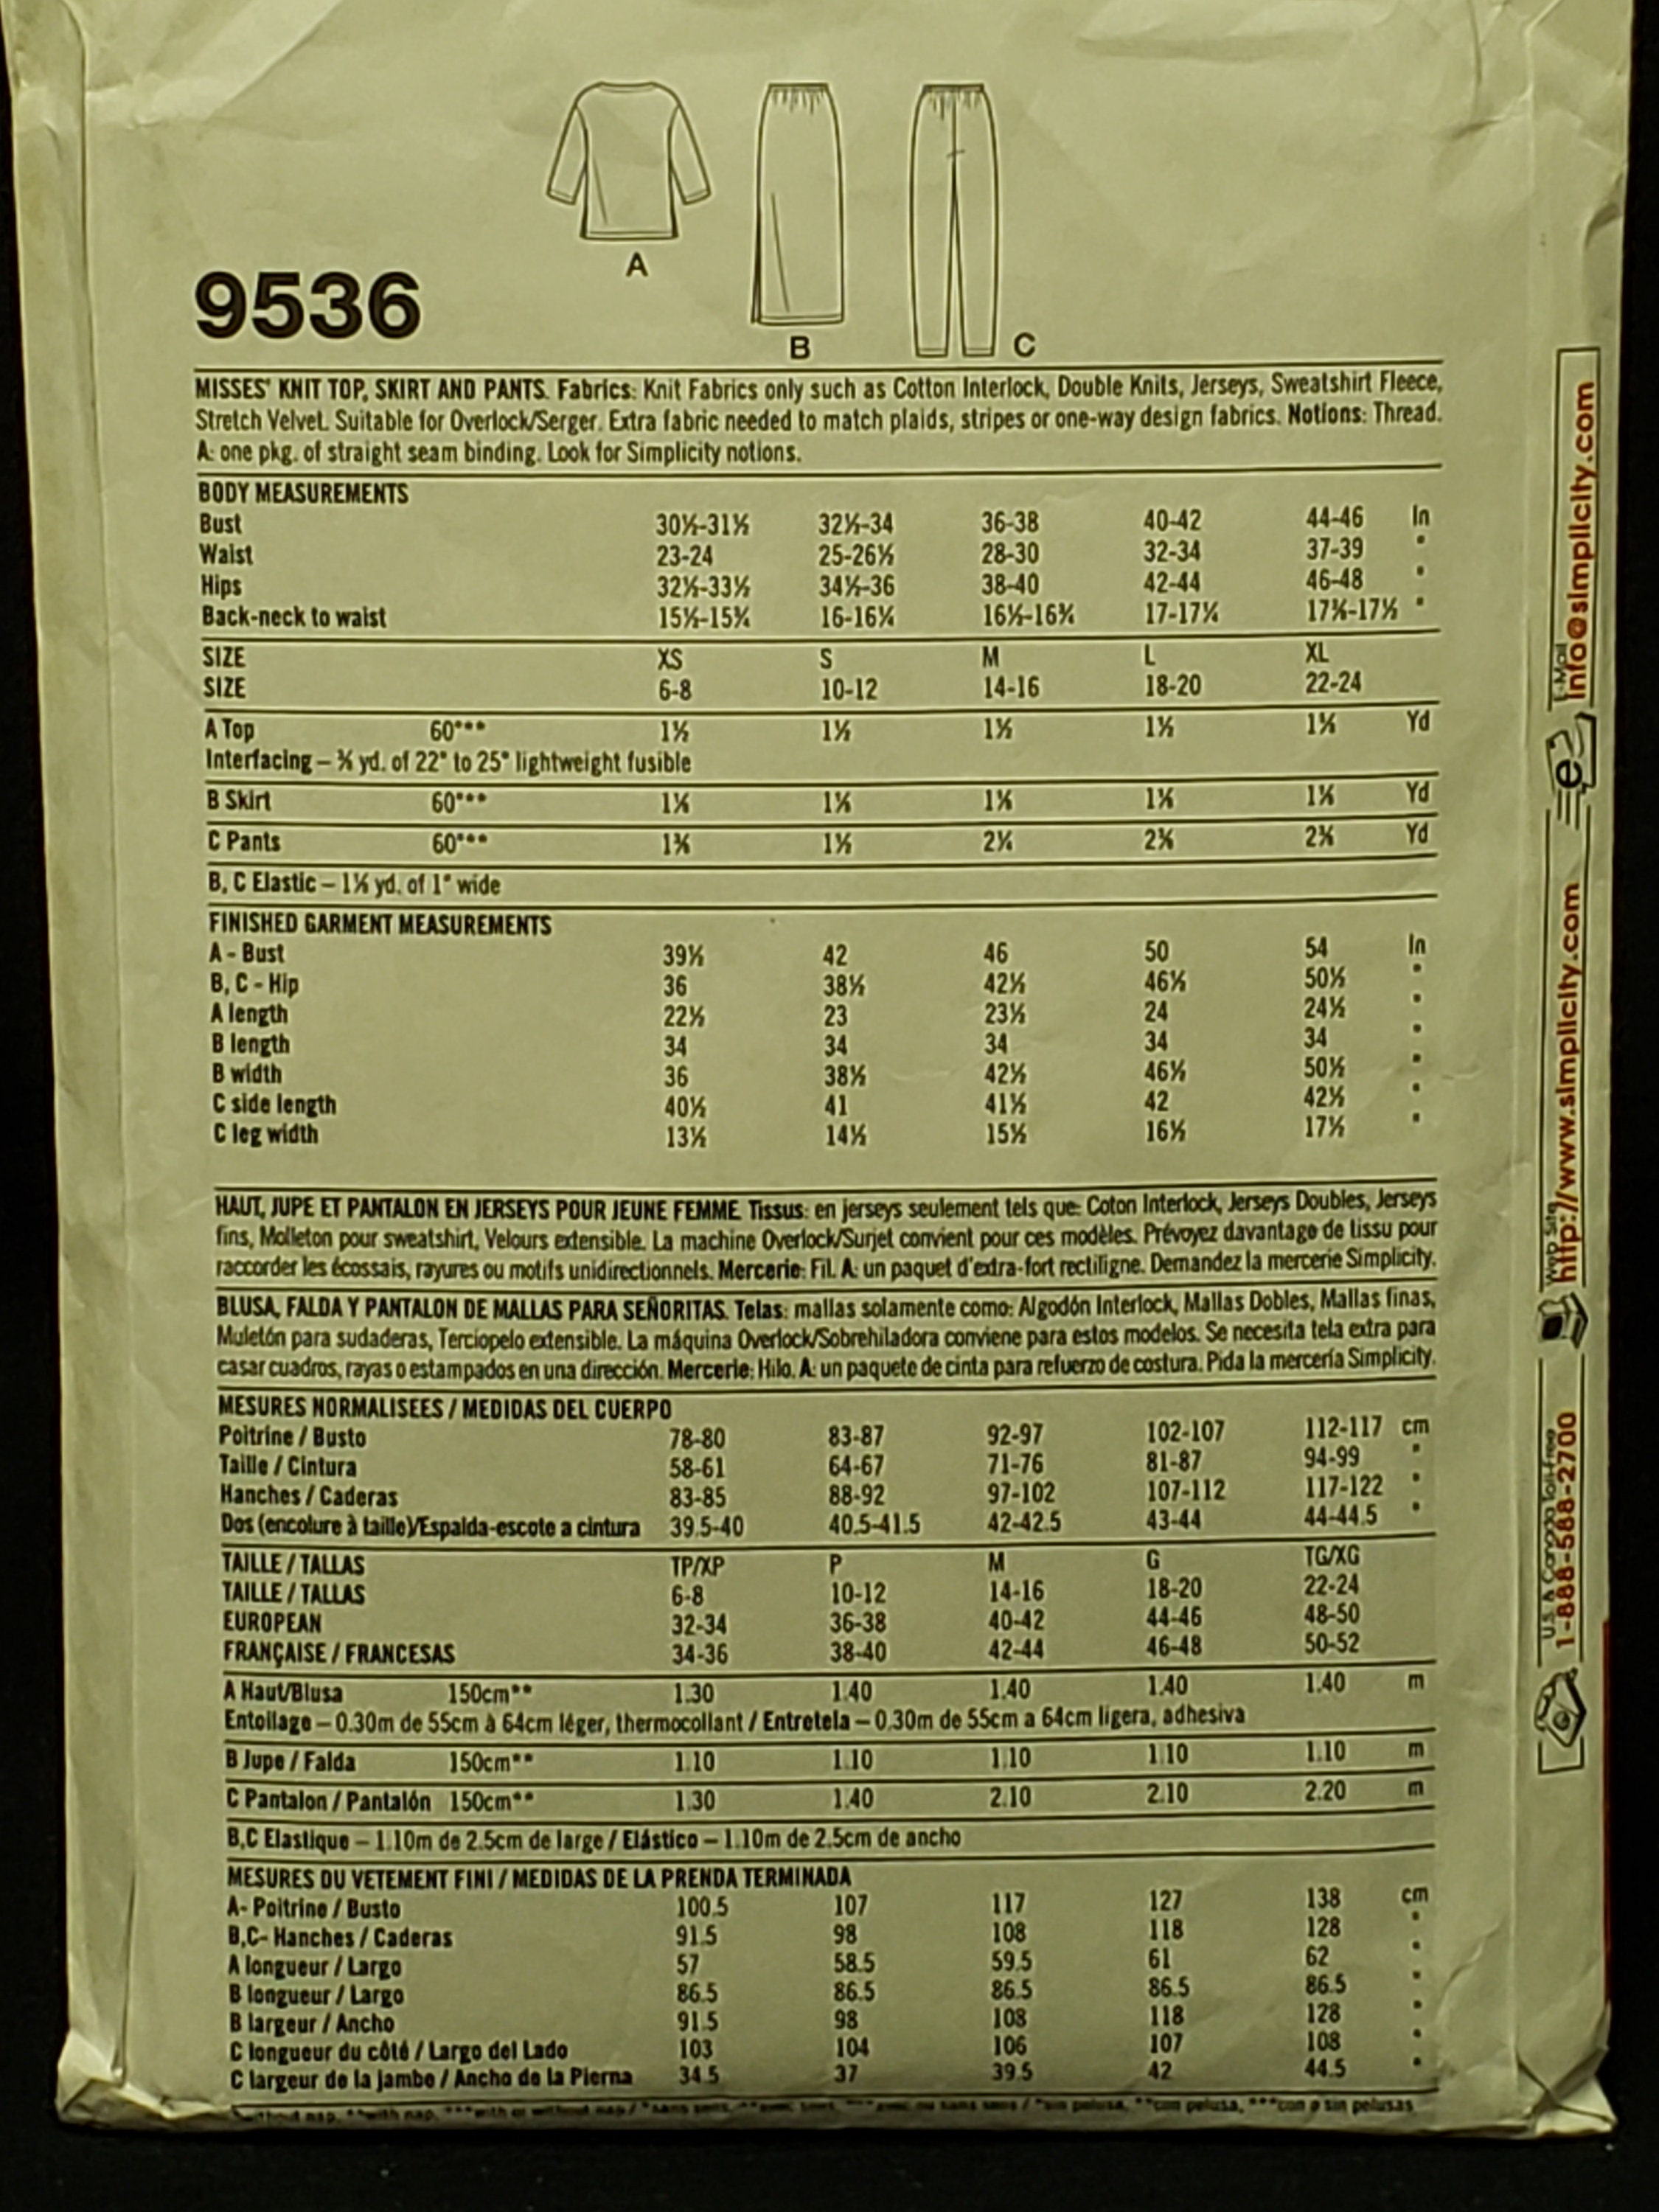 A
B
C
9536
MISSES' KNIT TOP, SKIRT AND PANTS. Fabrics: Knit Fabrics only such as Cotton Interlock, Double Knits, Jerseys, Sweatshirt Fleece,
Stretch Velvet. Suitable for Overlock/Serger. Extra fabric needed to match plaids, stripes or one-way design fabrics. Notions: Thread.
A: one pkg. of straight seam binding. Look for Simplicity notions.
BODY MEASUREMENTS
Bust 30½-31½ 32½-34 36-38 40-42 44-46 In
Waist 23-24 25-26½ 28-30 32-34 37-39 "
Hips 32½-33½ 34½-36 38-40 42-44 46-48 "
Back-neck to waist 15½-15¾ 16-16¼ 16½-16¾ 17-17¼ 17⅜-17½ "
SIZE XS S M L XL
SIZE 6-8 10-12 14-16 18-20 22-24
A Top 60"*** 1½ 1½ 1½ Yd
Interfacing – yd. of 22" to 25" lightweight fusible
B Skirt 60"*** Yd
C Pants 60"*** Yd
B, C Elastic – yd. of 1" wide
FINISHED GARMENT MEASUREMENTS
A - Bust 39½ 42 46 50 54 In
B, C - Hip 36 38½ 42½ 46½ 50½ "
A length 22½ 23 23½ 24 24½ "
B length 34 34 34 34 34 "
B width 36 38½ 42½ 46½ 50½ "
C side length 40½ 41 41½ 42 42½ "
C leg width 13½ 14½ 15½ 16½ 17½ "
HAUT, JUPE ET PANTALON EN JERSEYS POUR JEUNE FEMME. Tissus: en jerseys seulement tels que: Coton Interlock, Jerseys Doubles, Jerseys
fins, Molleton pour sweatshirt, Velours extensible. La machine Overlock/Surjet convient pour ces modèles. Prévoyez davantage de tissu pour
raccorder les écossais, rayures ou motifs unidirectionnels. Mercerie: Fil. A: un paquet d'extra-fort rectiligne. Demandez la mercerie Simplicity.
BLUSA, FALDA Y PANTALON DE MALLAS PARA SEÑORITAS. Telas: mallas solamente como: Algodón Interlock, Mallas Dobles, Mallas finas,
Muletón para sudaderas, Terciopelo extensible. La máquina Overlock/Sobrehiladora conviene para estos modelos. Se necesita tela extra para
casar cuadros, rayas o estampados en una dirección. Mercerie: Hilo. A: un paquete de cinta para refuerzo de costura. Pida la mercería Simplicity.
MESURES NORMALISEES / MEDIDAS DEL CUERPO
Poitrine / Busto 78-80 83-87 92-97 102-107 112-117 cm
Taille / Cintura 58-61 64-67 71-76 81-87 94-99 "
Hanches / Caderas 83-85 88-92 97-102 107-112 117-122 "
Dos (encolure à taille)/Espalda-escote a cintura 39.5-40 40.5-41.5 42-42.5 43-44 44-44.5 "
TAILLE / TALLAS TP/XP P M G TG/XG
TAILLE / TALLAS 6-8 10-12 14-16 18-20 22-24
EUROPEAN 32-34 36-38 40-42 44-46 48-50
FRANÇAISE / FRANCESAS 34-36 38-40 42-44 46-48 50-52
A Haut/Blusa 150cm** 1.30 1.40 1.40 1.40 1.40 m
Entoilage – 0.30m de 55cm à 64cm léger, thermocollant / Entretela – 0.30m de 55cm a 64cm ligera, adhesiva
B Jupe / Falda 150cm** 1.10 1.10 1.10 1.10 1.10 m
C Pantalon / Pantalón 150cm** 1.30 1.40 2.10 2.10 2.20 m
B,C Elastique – 1.10m de 2.5cm de large / Elástico – 1.10m de 2.5cm de ancho
MESURES DU VETEMENT FINI / MEDIDAS DE LA PRENDA TERMINADA
A- Poitrine / Busto 100.5 107 117 127 138 cm
B,C- Hanches / Caderas 91.5 98 108 118 128 "
A longueur / Largo 57 58.5 59.5 61 62 "
B longueur / Largo 86.5 86.5 86.5 86.5 86.5 "
B largeur / Ancho 91.5 98 108 118 128 "
C longueur du côté / Largo del Lado 103 104 106 107 108 "
C largeur de la jambe / Ancho de la Pierna 34.5 37 39.5 42 44.5 "
*without nap, **with nap, ***with or without nap / *sans sens, **avec sens, ***avec ou sans sens / *sin pelusa, **con pelusa, ***con o sin pelusas
E-Mail
info@simplicity.com
Web Site
http://www.simplicity.com
U.S. & Canada Toll-Free
1-888-588-2700